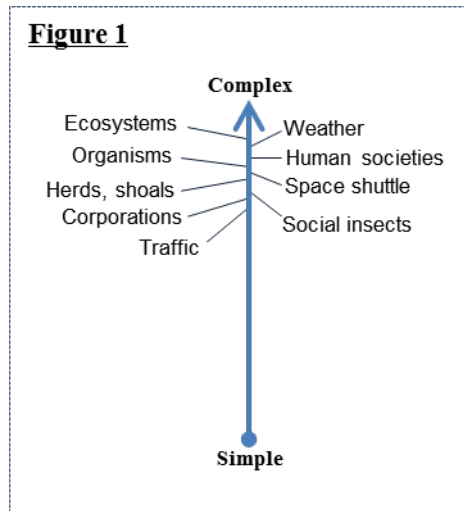 Figure 1
Complex
Ecosystems
Weather
Organisms
Human societies
Herds, shoals
Space shuttle
Corporations
Social insects
Traffic
Simple